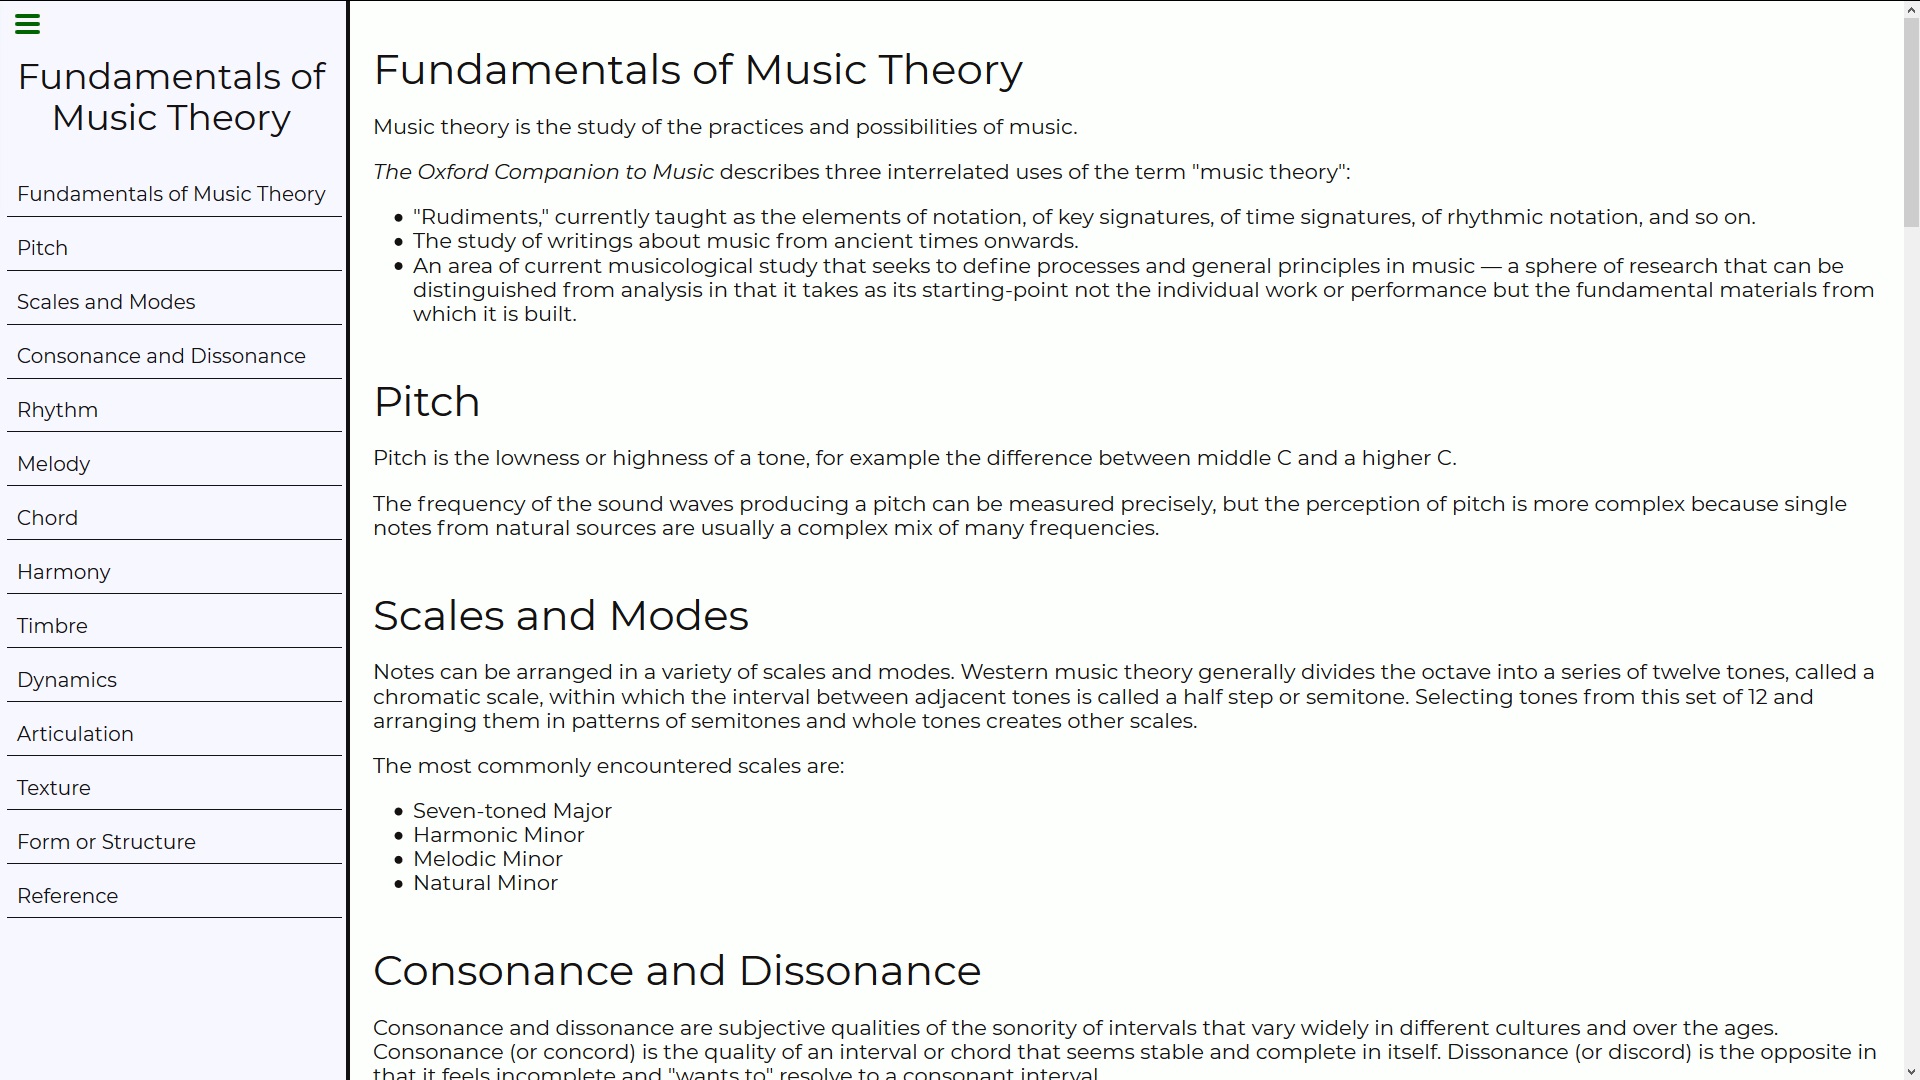 Fundamentals of
Music Theory
Fundamentals of Music Theory
Pitch
Scales and Modes
Consonance and Dissonance
Rhythm
Melody
Chord
Harmony
Timbre
Dynamics
Articulation
Texture
Form or Structure
Reference
Fundamentals of Music Theory
Music theory is the study of the practices and possibilities of music.
The Oxford Companion to Music describes three interrelated uses of the term "music theory":
"Rudiments," currently taught as the elements of notation, of key signatures, of time signatures, of rhythmic notation, and so on.
The study of writings about music from ancient times onwards.
An area of current musicological study that seeks to define processes and general principles in music — a sphere of research that can be
distinguished from analysis in that it takes as its starting-point not the individual work or performance but the fundamental materials from
which it is built.
Pitch
Pitch is the lowness or highness of a tone, for example the difference between middle C and a higher C.
The frequency of the sound waves producing a pitch can be measured precisely, but the perception of pitch is more complex because single
notes from natural sources are usually a complex mix of many frequencies.
Scales and Modes
Notes can be arranged in a variety of scales and modes. Western music theory generally divides the octave into a series of twelve tones, called a
chromatic scale, within which the interval between adjacent tones is called a half step or semitone. Selecting tones from this set of 12 and
arranging them in patterns of semitones and whole tones creates other scales.
The most commonly encountered scales are:
Seven-toned Major
Harmonic Minor
Melodic Minor
Natural Minor
Consonance and Dissonance
Consonance and dissonance are subjective qualities of the sonority of intervals that vary widely in different cultures and over the ages.
Consonance (or concord) is the quality of an interval or chord that seems stable and complete in itself. Dissonance (or discord) is the opposite in
that it feels incomplete and "wants to" resolve to a consonant interval.